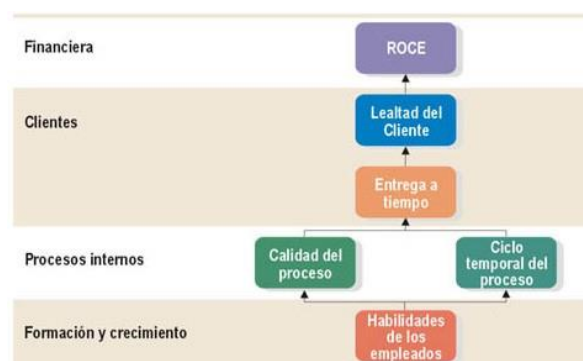 Financiera
ROCE
Clientes
Lealtad del
Cliente
Entrega a
tiempo
Procesos internos
Calidad del
proceso
Ciclo
temporal del
proceso
Formación y crecimiento
Habilidades
de los
empleados